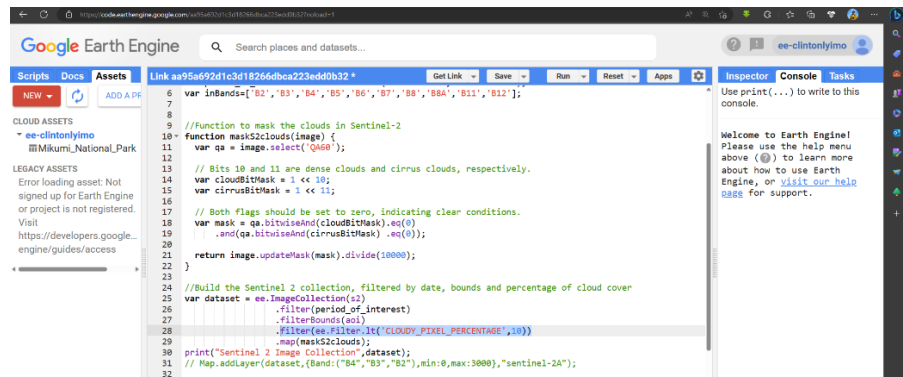 https://code.earthengine.google.com/aa95a692d1c3d18266dbca223edd0b32?noload=1
Google Earth Engine
Search places and datasets...
ee-clintonlyimo
Scripts Docs Assets
NEW
ADD A PR
CLOUD ASSETS
ee-clintonlyimo
Mikumi_National_Park
LEGACY ASSETS
Error loading asset: Not
signed up for Earth Engine
or project is not registered.
Visit
https://developers.google...
engine/guides/access
Link aa95a692d1c3d18266dbca223edd0b32 *
Get Link Save Run Reset Apps
6 var inBands=['B2','B3','B4','B5','B6','B7','B8','B8A','B11','B12'];
7
8
9 //Function to mask the clouds in Sentinel-2
10 function maskS2clouds(image) {
11 var qa = image.select('QA60');
12
13 // Bits 10 and 11 are dense clouds and cirrus clouds, respectively.
14 var cloudBitMask = 1 << 10;
15 var cirrusBitMask = 1 << 11;
16
17 // Both flags should be set to zero, indicating clear conditions.
18 var mask = qa.bitwiseAnd(cloudBitMask).eq(0)
19 .and(qa.bitwiseAnd(cirrusBitMask) .eq(0));
20
21 return image.updateMask(mask).divide(10000);
22 }
23
24 //Build the Sentinel 2 collection, filtered by date, bounds and percentage of cloud cover
25 var dataset = ee.ImageCollection(s2)
26 .filter(period_of_interest)
27 .filterBounds(aoi)
28 .filter(ee.Filter.lt('CLOUDY_PIXEL_PERCENTAGE',10))
29 .map(maskS2clouds);
30 print("Sentinel 2 Image Collection",dataset);
31 // Map.addLayer(dataset,{Band:("B4","B3","B2"),min:0,max:3000},"sentinel-2A");
32
Inspector Console Tasks
Use print(...) to write to this
console.
Welcome to Earth Engine!
Please use the help menu
above (?) to learn more
about how to use Earth
Engine, or visit our help
page for support.